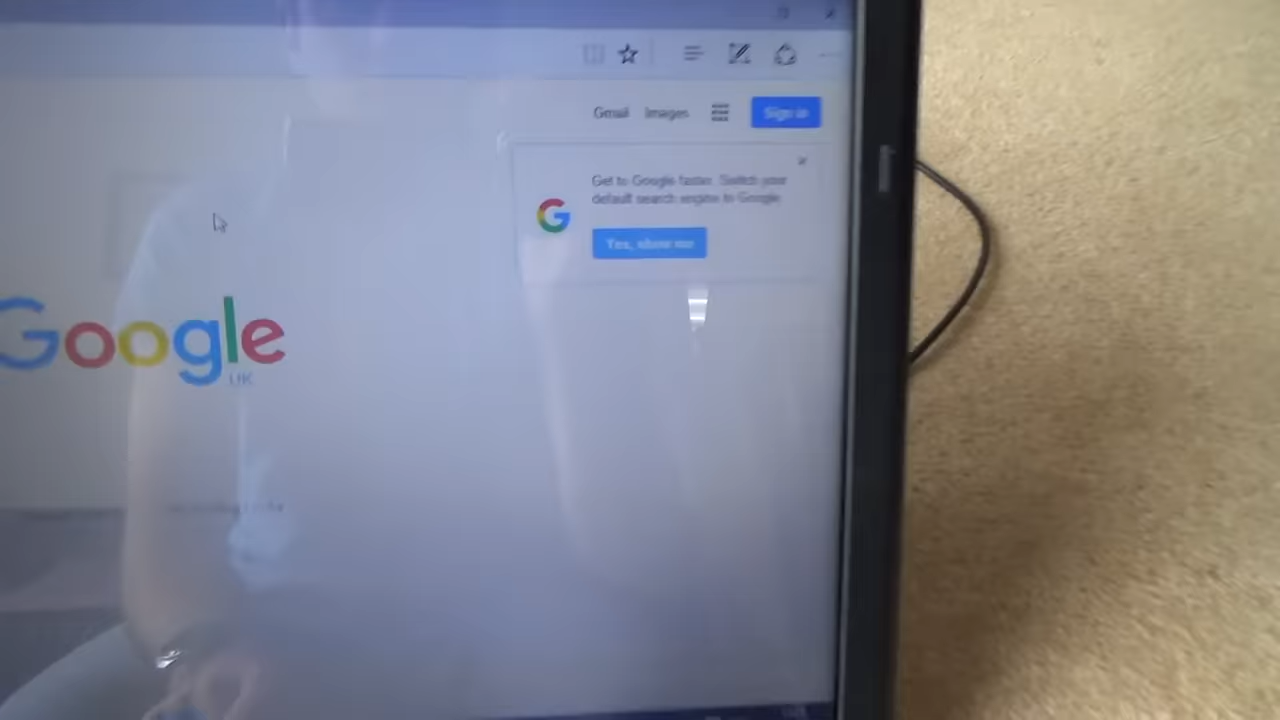 Gmail Images Sign in
Get to Google faster. Switch your
default search engine to Google
Yes, show me
Google
UK